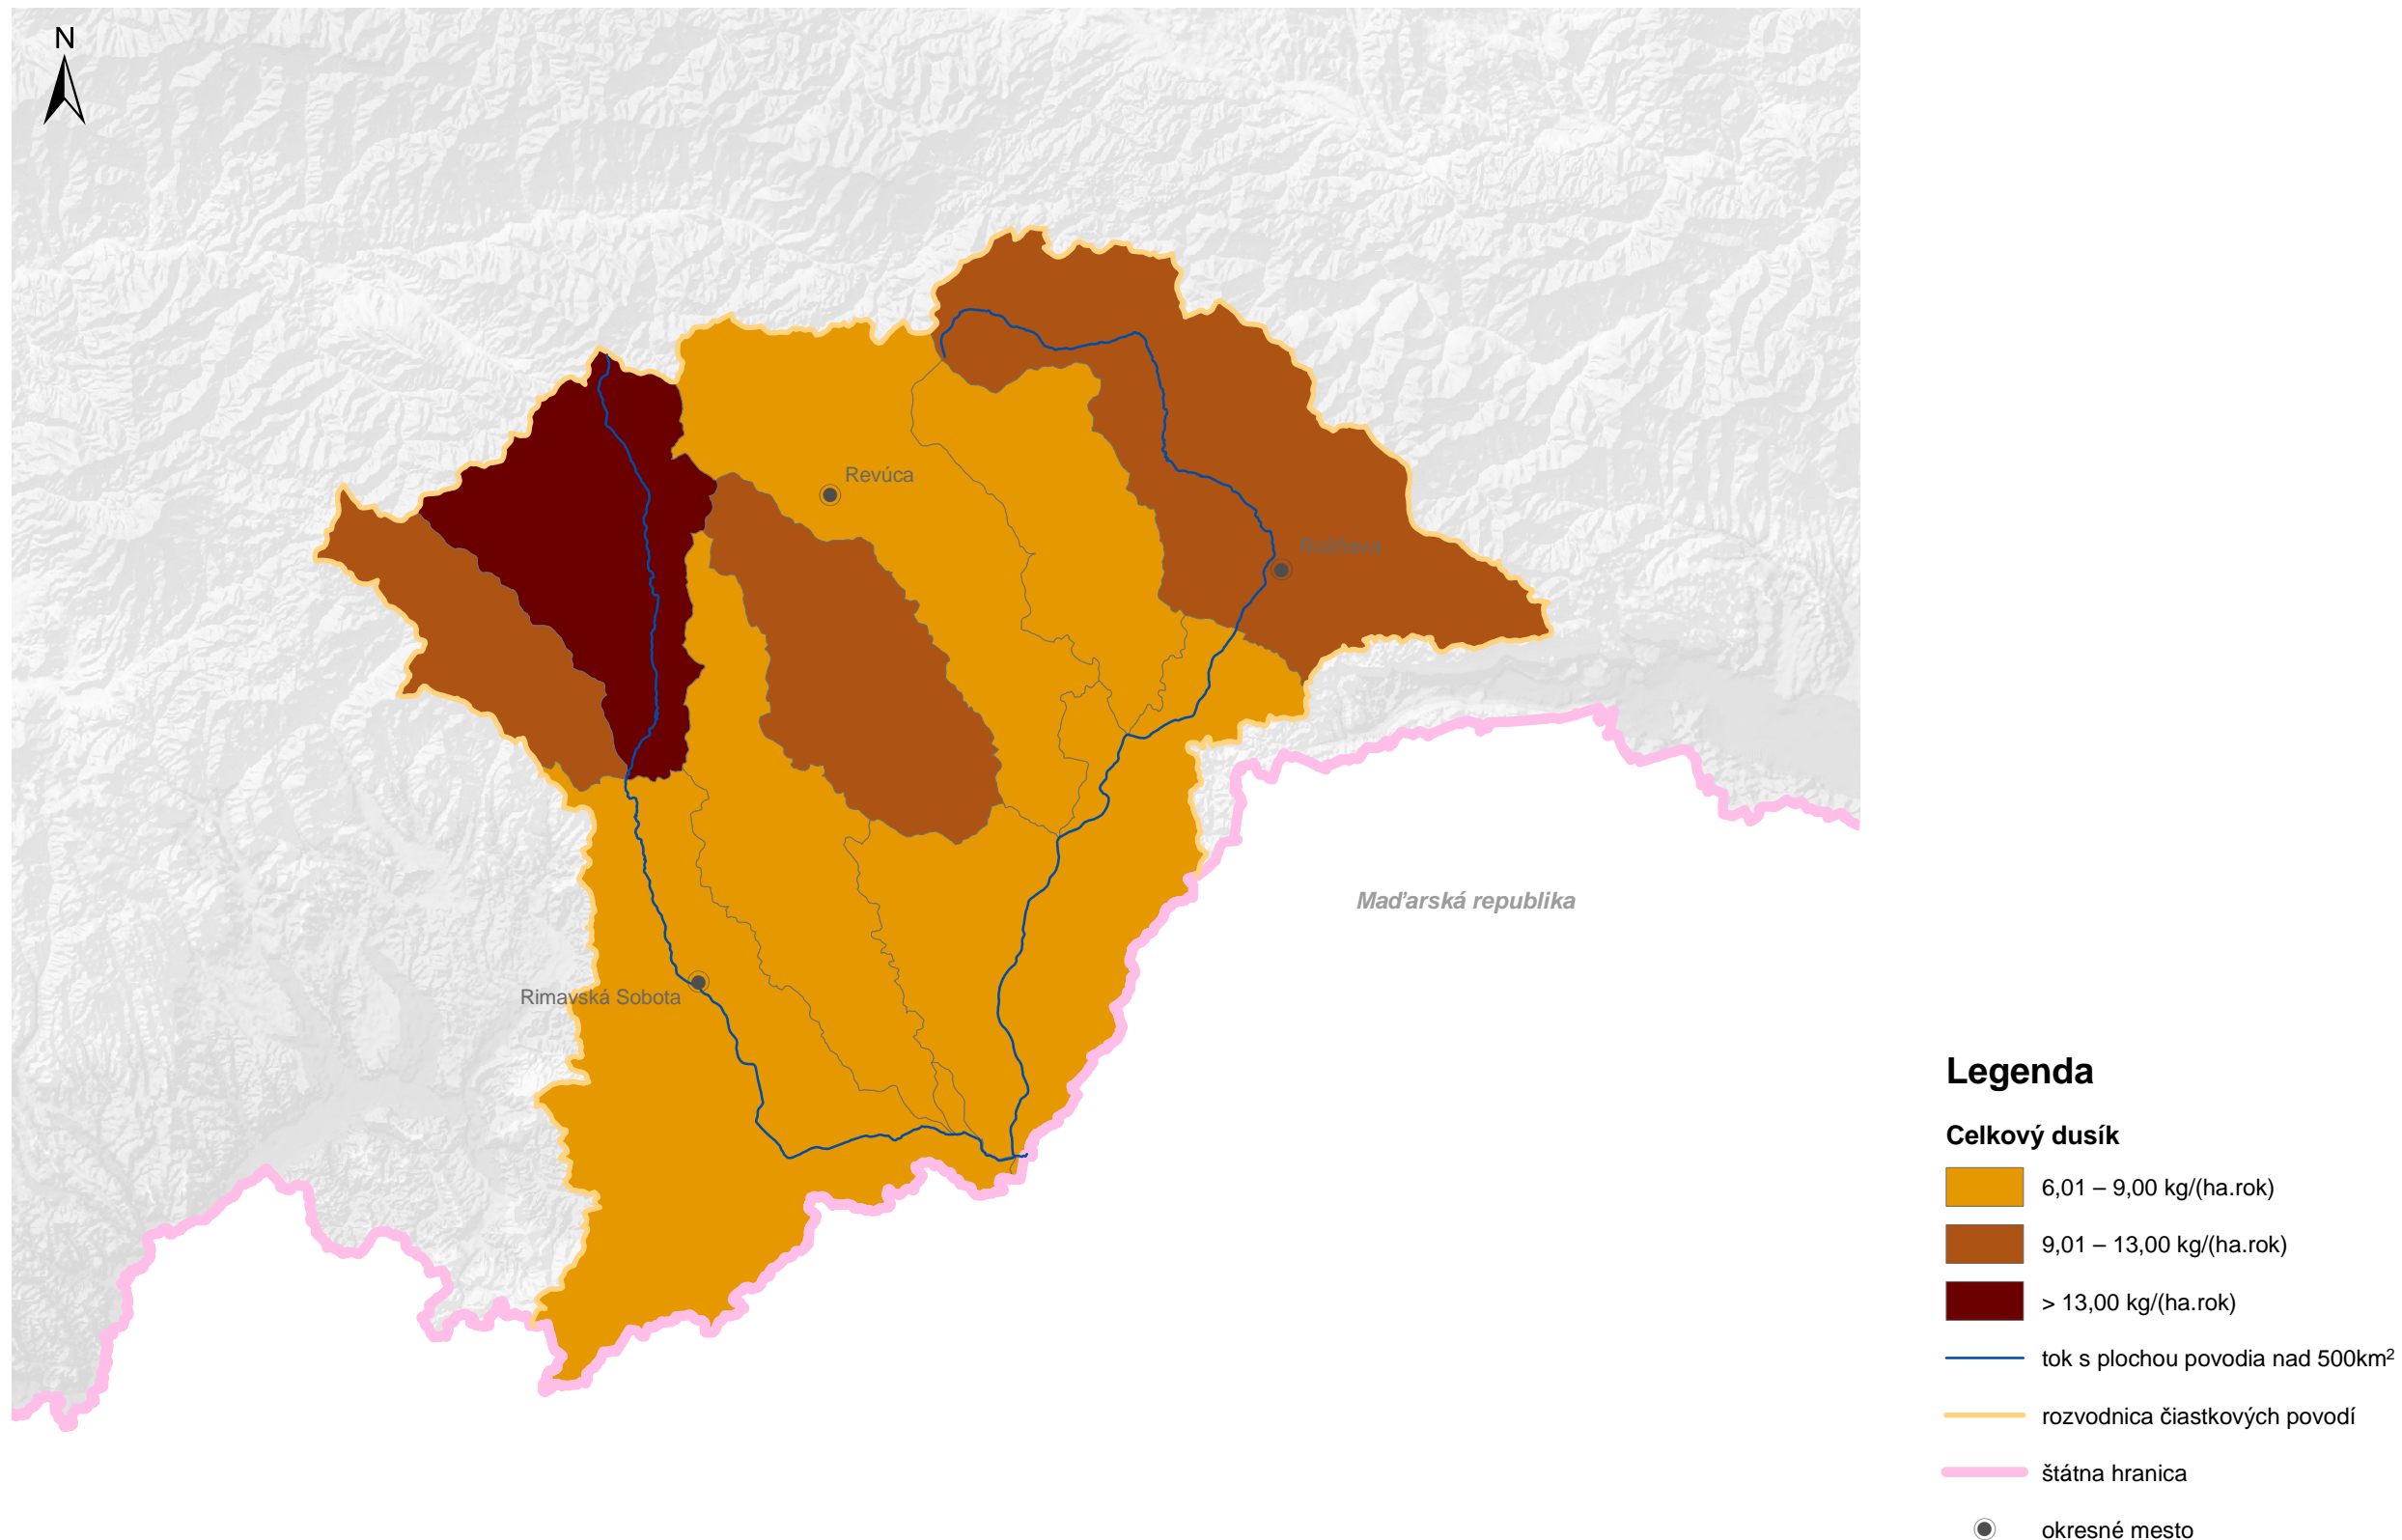 N
Revúca
Rožňava
Rimavská Sobota
Maďarská republika
Legenda
Celkový dusík
6,01 – 9,00 kg/(ha.rok)
9,01 – 13,00 kg/(ha.rok)
> 13,00 kg/(ha.rok)
tok s plochou povodia nad 500km²
rozvodnica čiastkových povodí
štátna hranica
okresné mesto